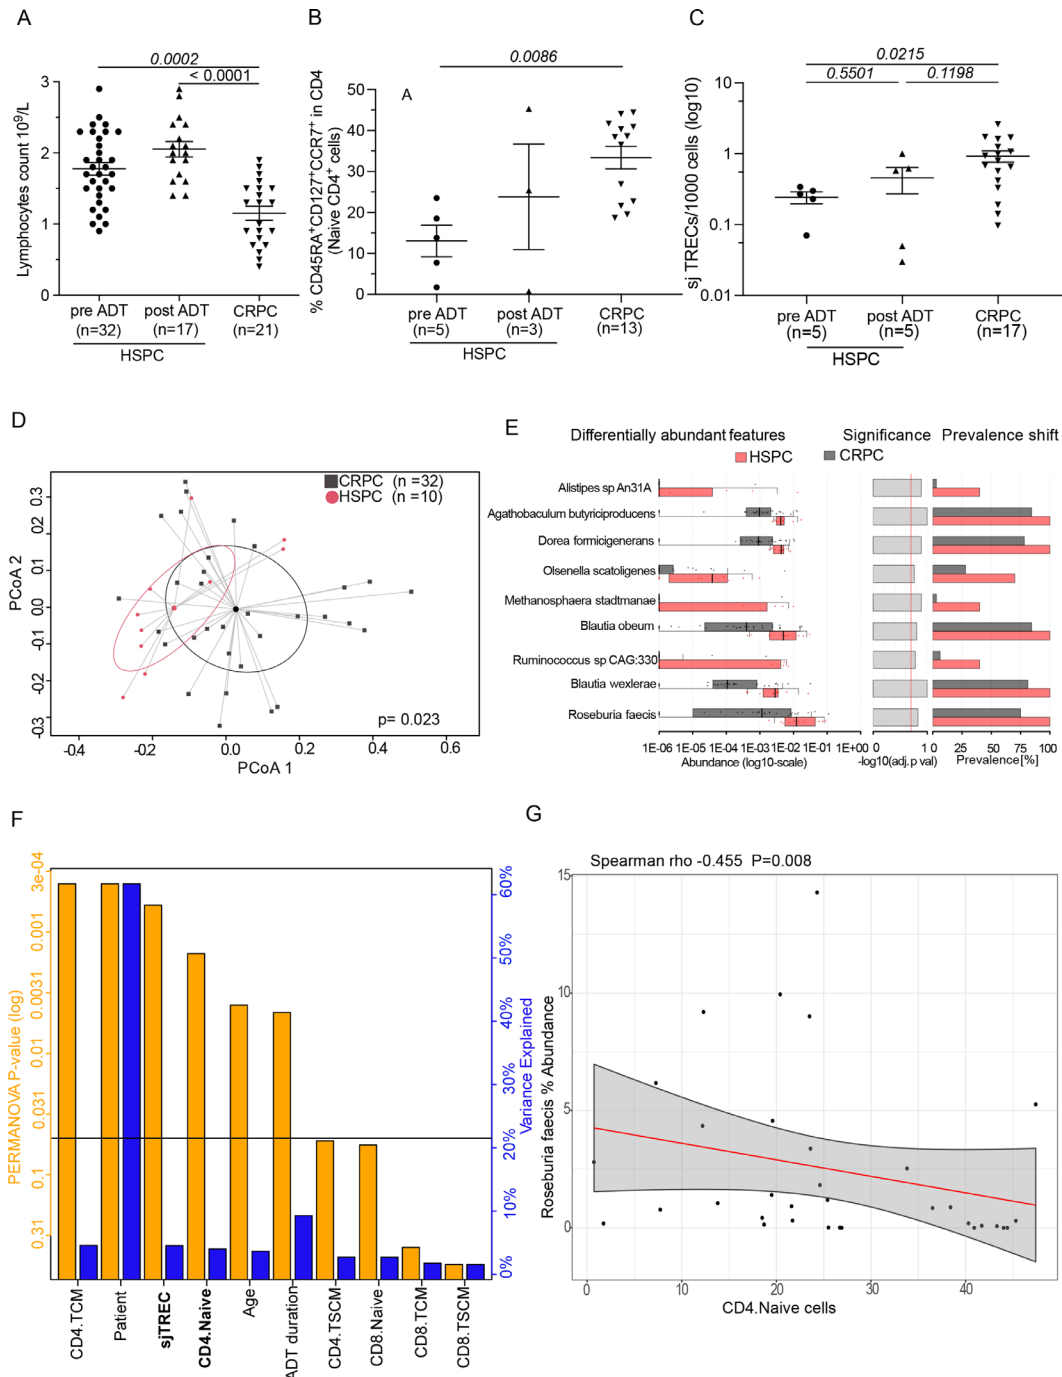 A
0.0002
< 0.0001
3
2
1
0
Lymphocytes count 10⁹/L
pre ADT
(n=32)
post ADT
(n=17)
CRPC
(n=21)
HSPC
B
0.0086
A
50
40
30
20
10
0
% CD45RA⁺CD127⁺CCR7⁺ in CD4
(Naive CD4⁺ cells)
pre ADT
(n=5)
post ADT
(n=3)
CRPC
(n=13)
HSPC
C
0.0215
0.5501
0.1198
10
1
0.1
0.01
sj TRECs/1000 cells (log10)
pre ADT
(n=5)
post ADT
(n=5)
CRPC
(n=17)
HSPC
D
CRPC (n =32)
HSPC (n =10)
0.3
0.2
0.01
0.0
-0.1
-0.2
-0.3
PCoA 2
p= 0.023
-0.4 -0.2 0.0 0.2 0.4 0.6
PCoA 1
E
Differentially abundant features
Significance
Prevalence shift
HSPC
CRPC
Alistipes sp An31A
Agathobaculum butyriciproducens
Dorea formicigenerans
Olsenella scatoligenes
Methanosphaera stadtmanae
Blautia obeum
Ruminococcus sp CAG:330
Blautia wexlerae
Roseburia faecis
1E-06 1E-05 1E-04 1E-03 1E-02 1E-01 1E+00
Abundance (log10-scale)
0 1
-log10(adj. p val)
0 25 50 75 100
Prevalence [%]
F
3e-04
0.001
0.0031
0.01
0.031
0.1
0.31
PERMANOVA P-value (log)
60%
50%
40%
30%
20%
10%
0%
Variance Explained
CD4.TCM
Patient
sjTREC
CD4.Naive
Age
ADT duration
CD4.TSCM
CD8.Naive
CD8.TCM
CD8.TSCM
G
Spearman rho -0.455 P=0.008
15
10
5
0
Roseburia faecis % Abundance
0 10 20 30 40
CD4.Naive cells